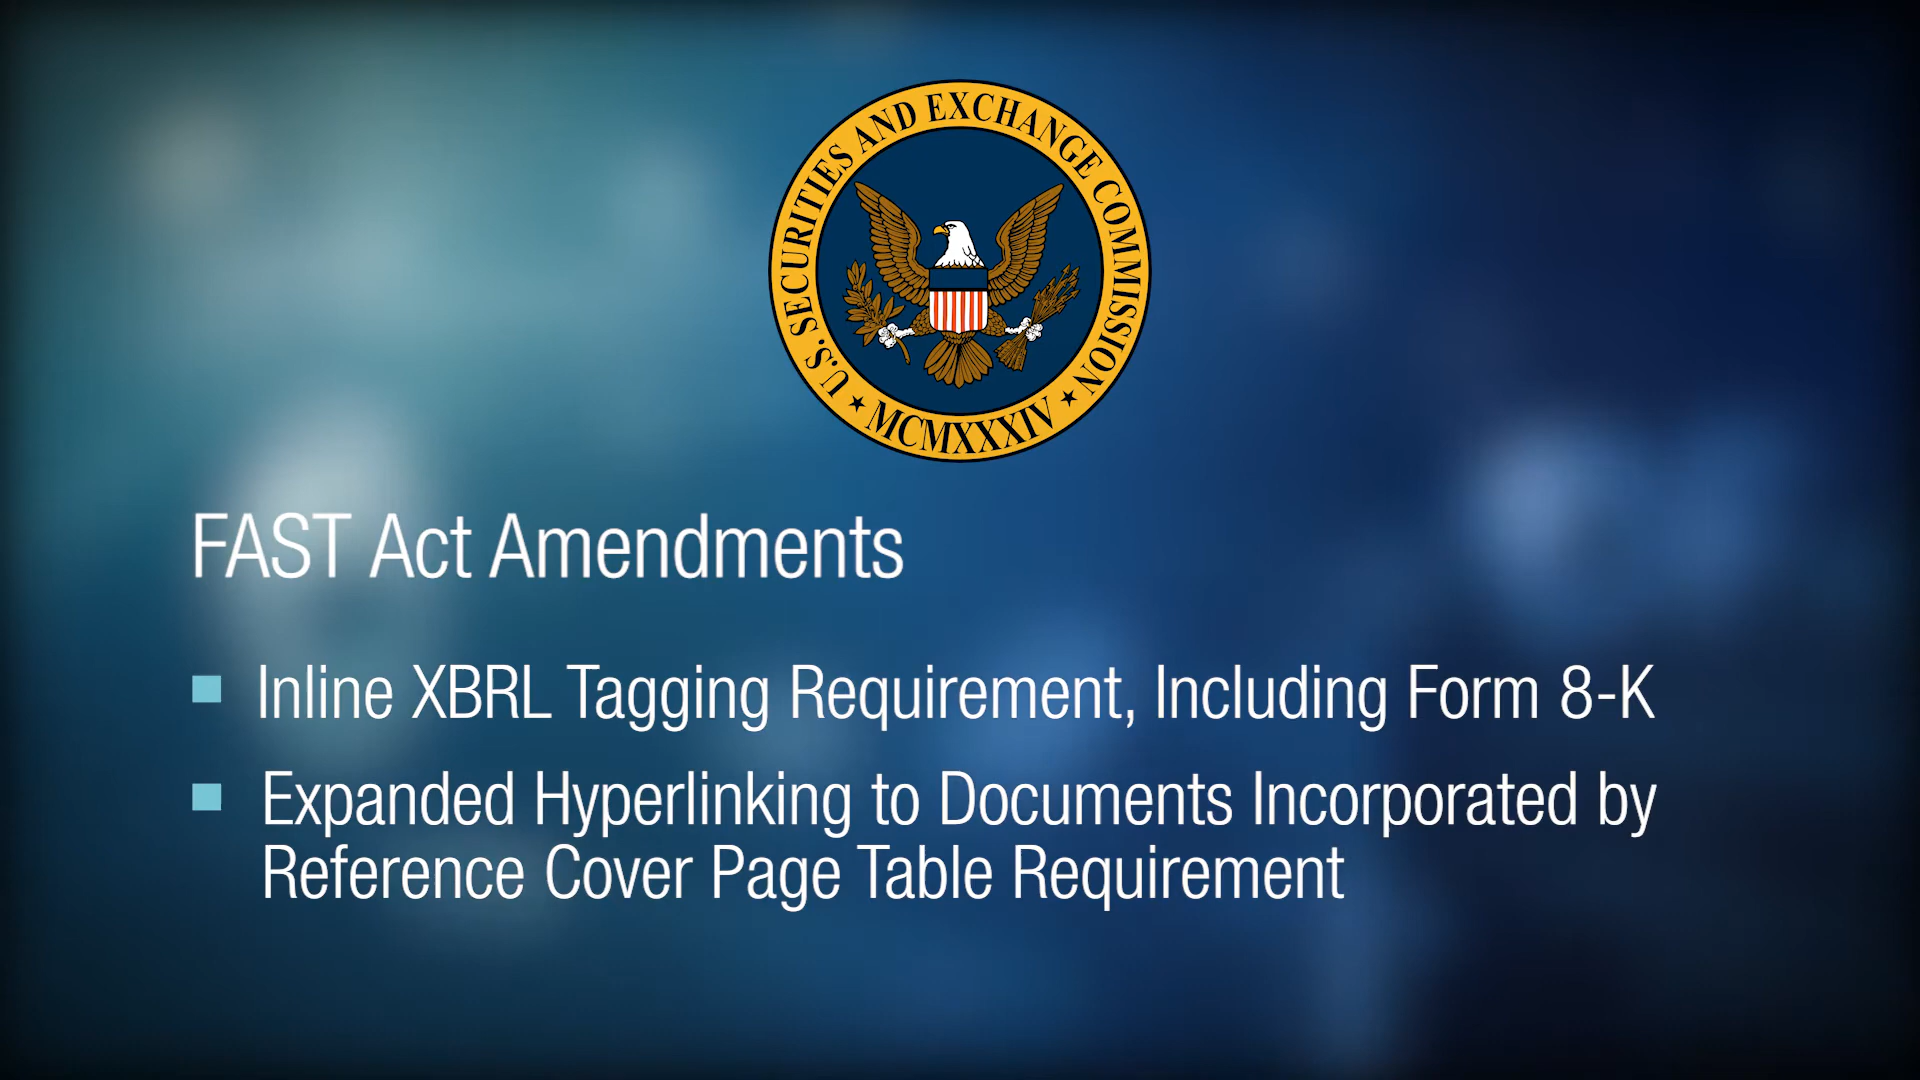 U.S. SECURITIES AND EXCHANGE COMMISSION
★ MCMXXXIV ★
FAST Act Amendments
■ Inline XBRL Tagging Requirement, Including Form 8-K
■ Expanded Hyperlinking to Documents Incorporated by
Reference Cover Page Table Requirement